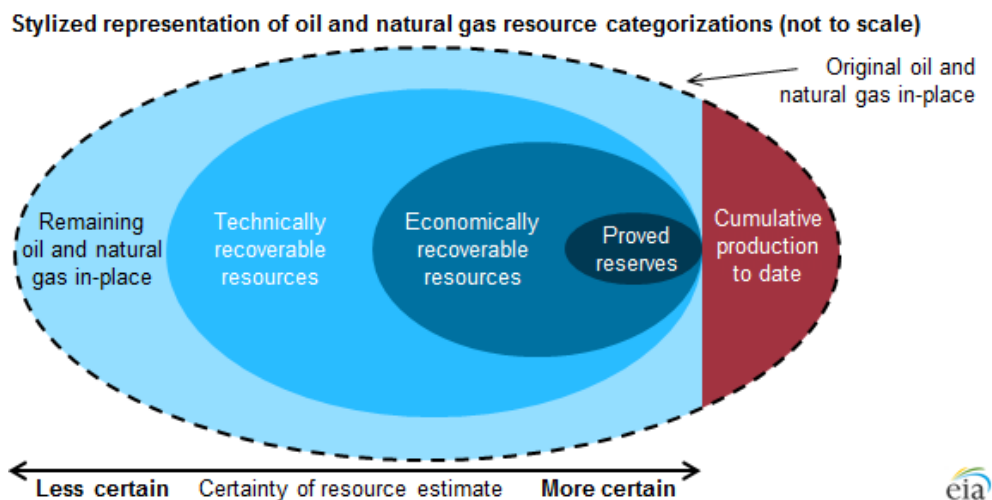 Stylized representation of oil and natural gas resource categorizations (not to scale)
Original oil and
natural gas in-place
Remaining
oil and natural
gas in-place
Technically
recoverable
resources
Economically
recoverable
resources
Proved
reserves
Cumulative
production
to date
Less certain Certainty of resource estimate More certain
eia